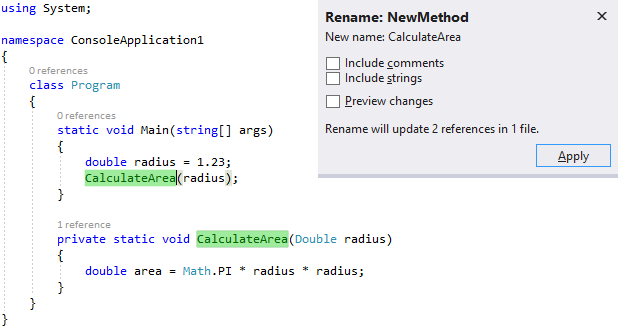 using System;
namespace ConsoleApplication1
{
0 references
class Program
{
0 references
static void Main(string[] args)
{
double radius = 1.23;
CalculateArea(radius);
}
1 reference
private static void CalculateArea(Double radius)
{
double area = Math.PI * radius * radius;
}
}
}
Rename: NewMethod
New name: CalculateArea
Include comments
Include strings
Preview changes
Rename will update 2 references in 1 file.
Apply